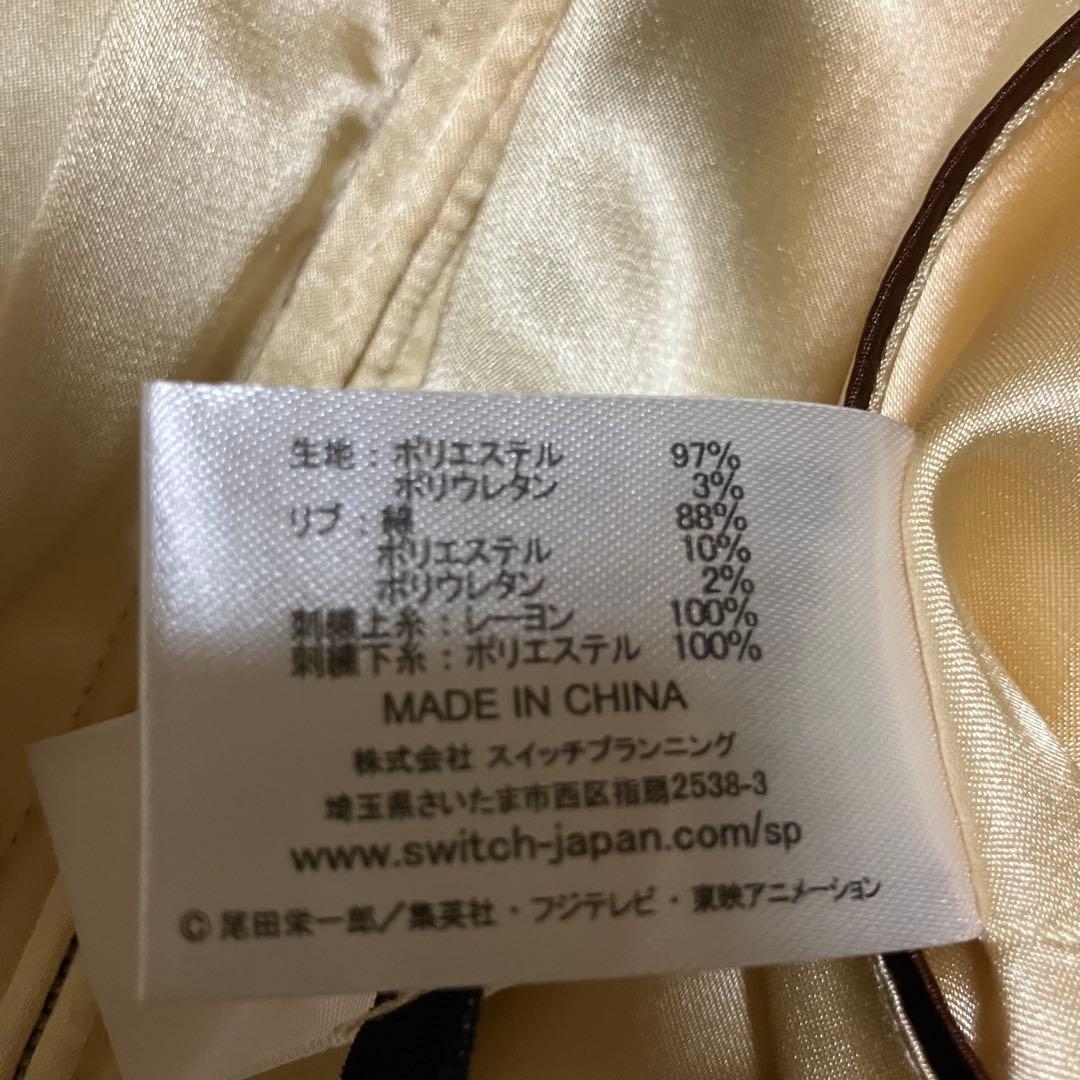 生地：ポリエステル 97%
ポリウレタン 3%
リブ：綿 88%
ポリエステル 10%
ポリウレタン 2%
刺繍上糸：レーヨン 100%
刺繍下糸：ポリエステル 100%
MADE IN CHINA
株式会社 スイッチプランニング
埼玉県さいたま市西区指扇2538-3
www.switch-japan.com/sp
© 尾田栄一郎／集英社・フジテレビ・東映アニメーション